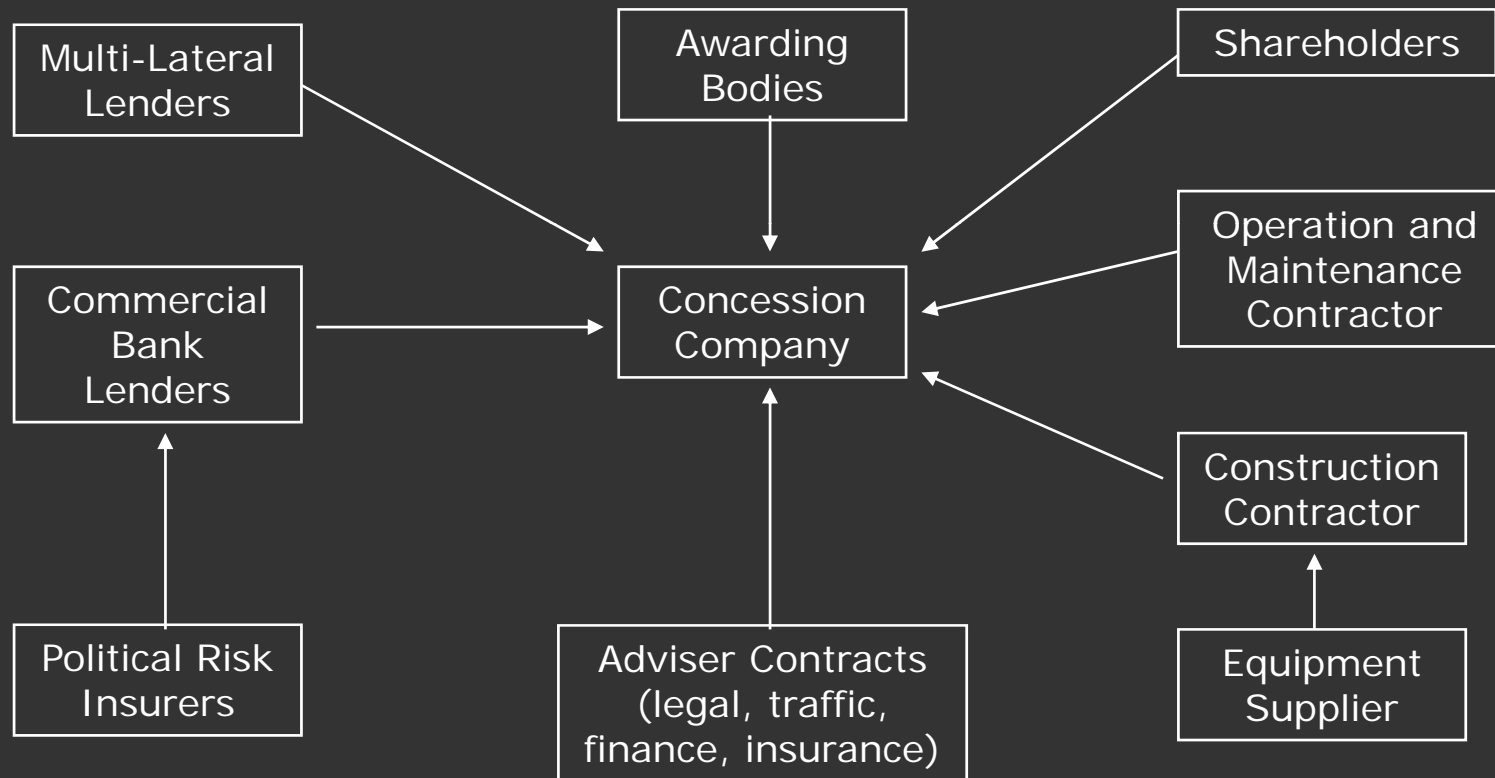 Multi-Lateral
Lenders
Awarding
Bodies
Shareholders
Operation and
Maintenance
Contractor
Commercial
Bank
Lenders
Concession
Company
Construction
Contractor
Political Risk
Insurers
Adviser Contracts
(legal, traffic,
finance, insurance)
Equipment
Supplier